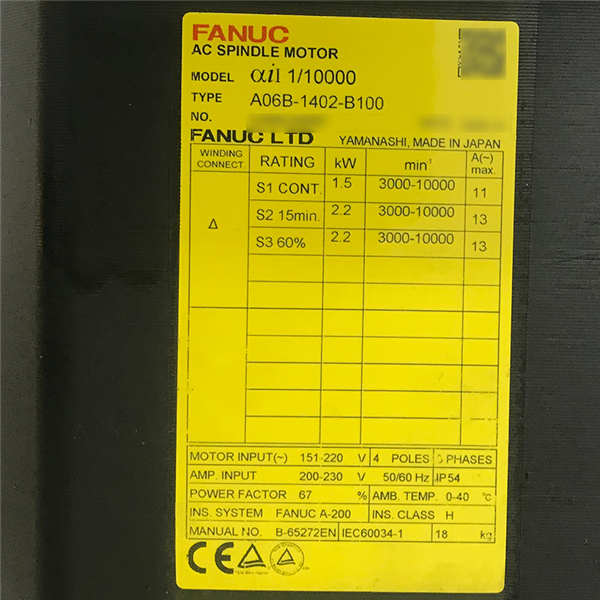 FANUC
AC SPINDLE MOTOR
MODEL αiI 1/10000
TYPE A06B-1402-B100
NO.
FANUC LTD YAMANASHI, MADE IN JAPAN
WINDING CONNECT. RATING kW min⁻¹ A(~) max.
Δ
S1 CONT. 1.5 3000-10000 11
S2 15min. 2.2 3000-10000 13
S3 60% 2.2 3000-10000 13
MOTOR INPUT(~) 151-220 V 4 POLES 3 PHASES
AMP. INPUT 200-230 V 50/60 Hz IP54
POWER FACTOR 67 % AMB. TEMP. 0-40 ℃
INS. SYSTEM FANUC A-200 INS. CLASS H
MANUAL NO. B-65272EN IEC60034-1 18 kg
CE